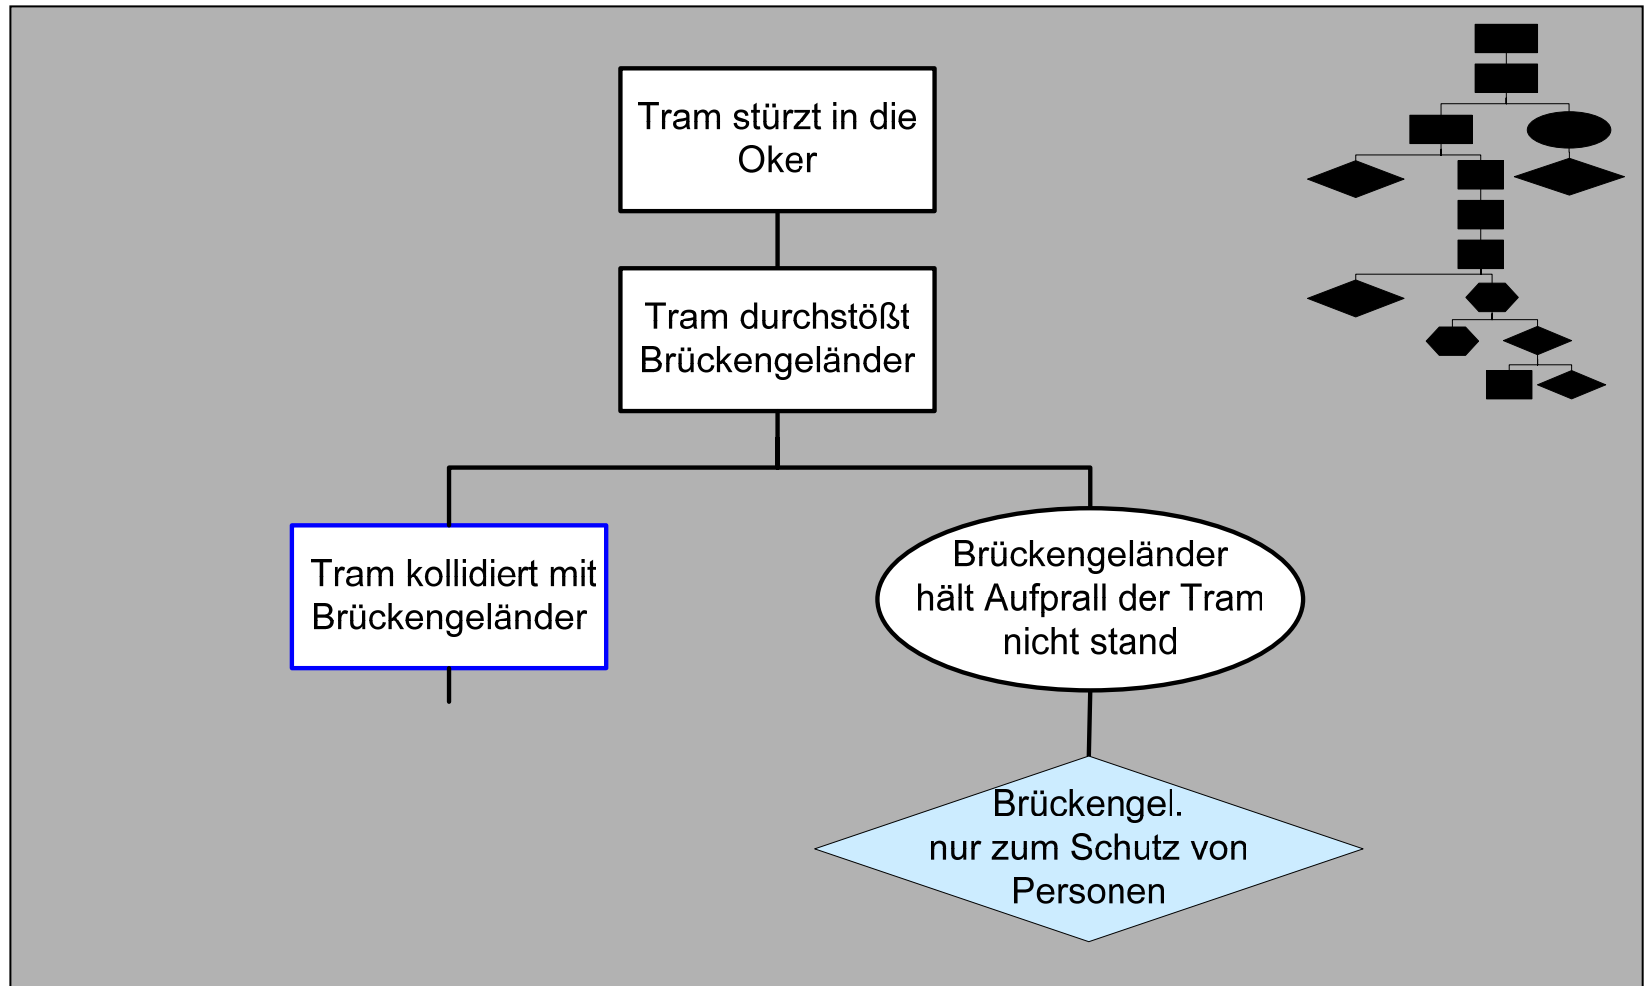 Tram stürzt in die
Oker
Tram durchstößt
Brückengeländer
Tram kollidiert mit
Brückengeländer
Brückengeländer
hält Aufprall der Tram
nicht stand
Brückengel.
nur zum Schutz von
Personen